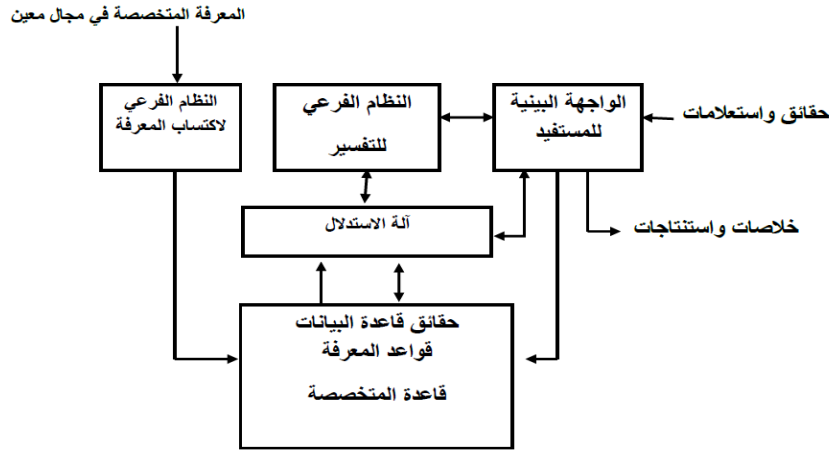 المعرفة المتخصصة في مجال معين
النظام الفرعي
لاكتساب المعرفة
النظام الفرعي
للتفسير
الواجهة البينية
للمستفيد
حقائق واستعلامات
خلاصات واستنتاجات
آلة الاستدلال
حقائق قاعدة البيانات
قواعد المعرفة
قاعدة المتخصصة